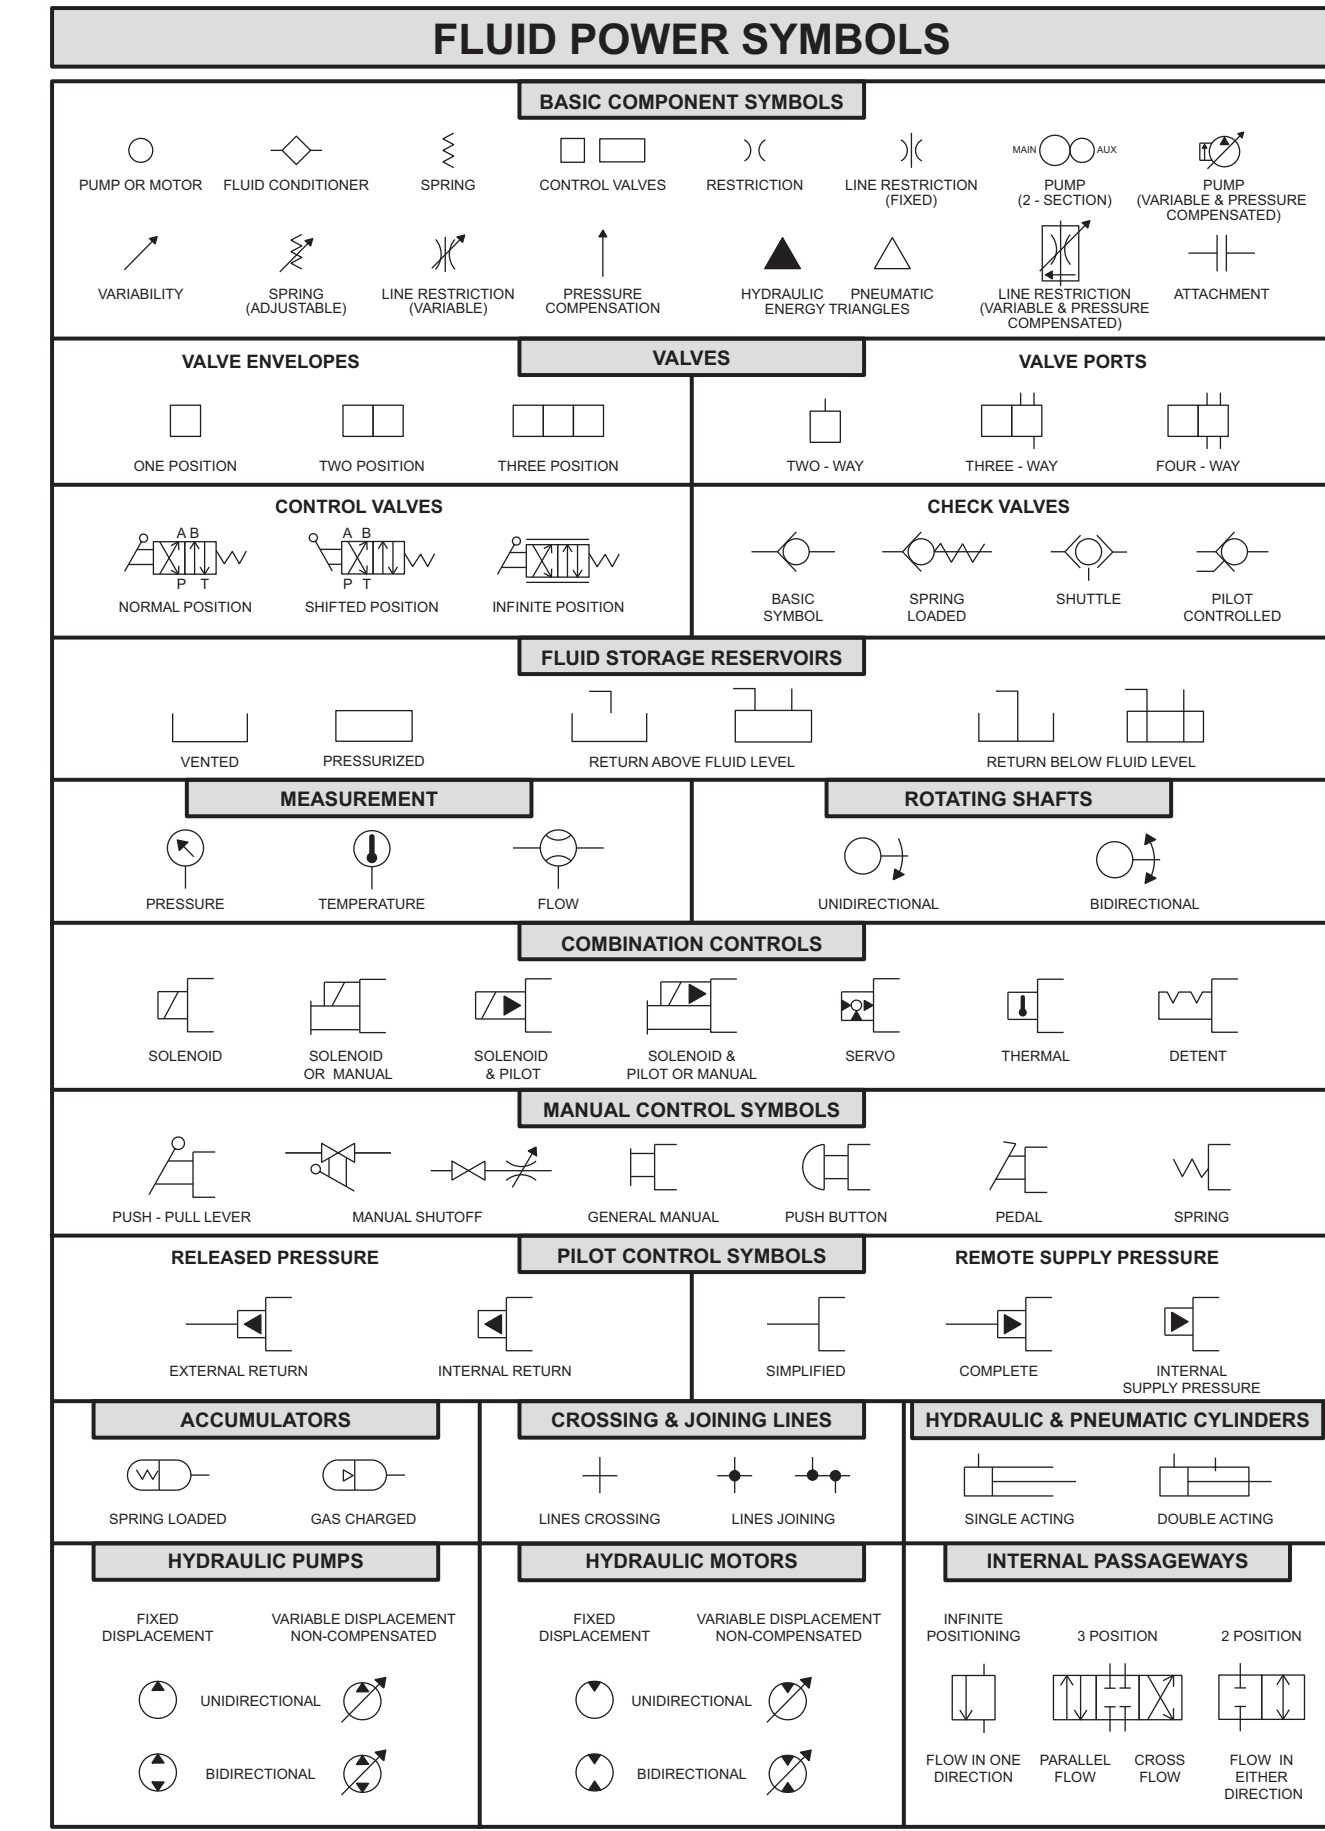 FLUID POWER SYMBOLS
BASIC COMPONENT SYMBOLS
MAIN
AUX
PUMP OR MOTOR
FLUID CONDITIONER
SPRING
CONTROL VALVES
RESTRICTION
LINE RESTRICTION
(FIXED)
PUMP
(2 - SECTION)
PUMP
(VARIABLE & PRESSURE
COMPENSATED)
VARIABILITY
SPRING
(ADJUSTABLE)
LINE RESTRICTION
(VARIABLE)
PRESSURE
COMPENSATION
HYDRAULIC PNEUMATIC
ENERGY TRIANGLES
LINE RESTRICTION
(VARIABLE & PRESSURE
COMPENSATED)
ATTACHMENT
VALVES
VALVE ENVELOPES
ONE POSITION
TWO POSITION
THREE POSITION
VALVE PORTS
TWO - WAY
THREE - WAY
FOUR - WAY
CONTROL VALVES
A B
P T
NORMAL POSITION
A B
P T
SHIFTED POSITION
INFINITE POSITION
CHECK VALVES
BASIC
SYMBOL
SPRING
LOADED
SHUTTLE
PILOT
CONTROLLED
FLUID STORAGE RESERVOIRS
VENTED
PRESSURIZED
RETURN ABOVE FLUID LEVEL
RETURN BELOW FLUID LEVEL
MEASUREMENT
PRESSURE
TEMPERATURE
FLOW
ROTATING SHAFTS
UNIDIRECTIONAL
BIDIRECTIONAL
COMBINATION CONTROLS
SOLENOID
SOLENOID
OR MANUAL
SOLENOID
& PILOT
SOLENOID &
PILOT OR MANUAL
SERVO
THERMAL
DETENT
MANUAL CONTROL SYMBOLS
PUSH - PULL LEVER
MANUAL SHUTOFF
GENERAL MANUAL
PUSH BUTTON
PEDAL
SPRING
PILOT CONTROL SYMBOLS
RELEASED PRESSURE
EXTERNAL RETURN
INTERNAL RETURN
REMOTE SUPPLY PRESSURE
SIMPLIFIED
COMPLETE
INTERNAL
SUPPLY PRESSURE
ACCUMULATORS
SPRING LOADED
GAS CHARGED
CROSSING & JOINING LINES
LINES CROSSING
LINES JOINING
HYDRAULIC & PNEUMATIC CYLINDERS
SINGLE ACTING
DOUBLE ACTING
HYDRAULIC PUMPS
FIXED
DISPLACEMENT
VARIABLE DISPLACEMENT
NON-COMPENSATED
UNIDIRECTIONAL
BIDIRECTIONAL
HYDRAULIC MOTORS
FIXED
DISPLACEMENT
VARIABLE DISPLACEMENT
NON-COMPENSATED
UNIDIRECTIONAL
BIDIRECTIONAL
INTERNAL PASSAGEWAYS
INFINITE
POSITIONING
3 POSITION
2 POSITION
FLOW IN ONE
DIRECTION
PARALLEL
FLOW
CROSS
FLOW
FLOW IN
EITHER
DIRECTION